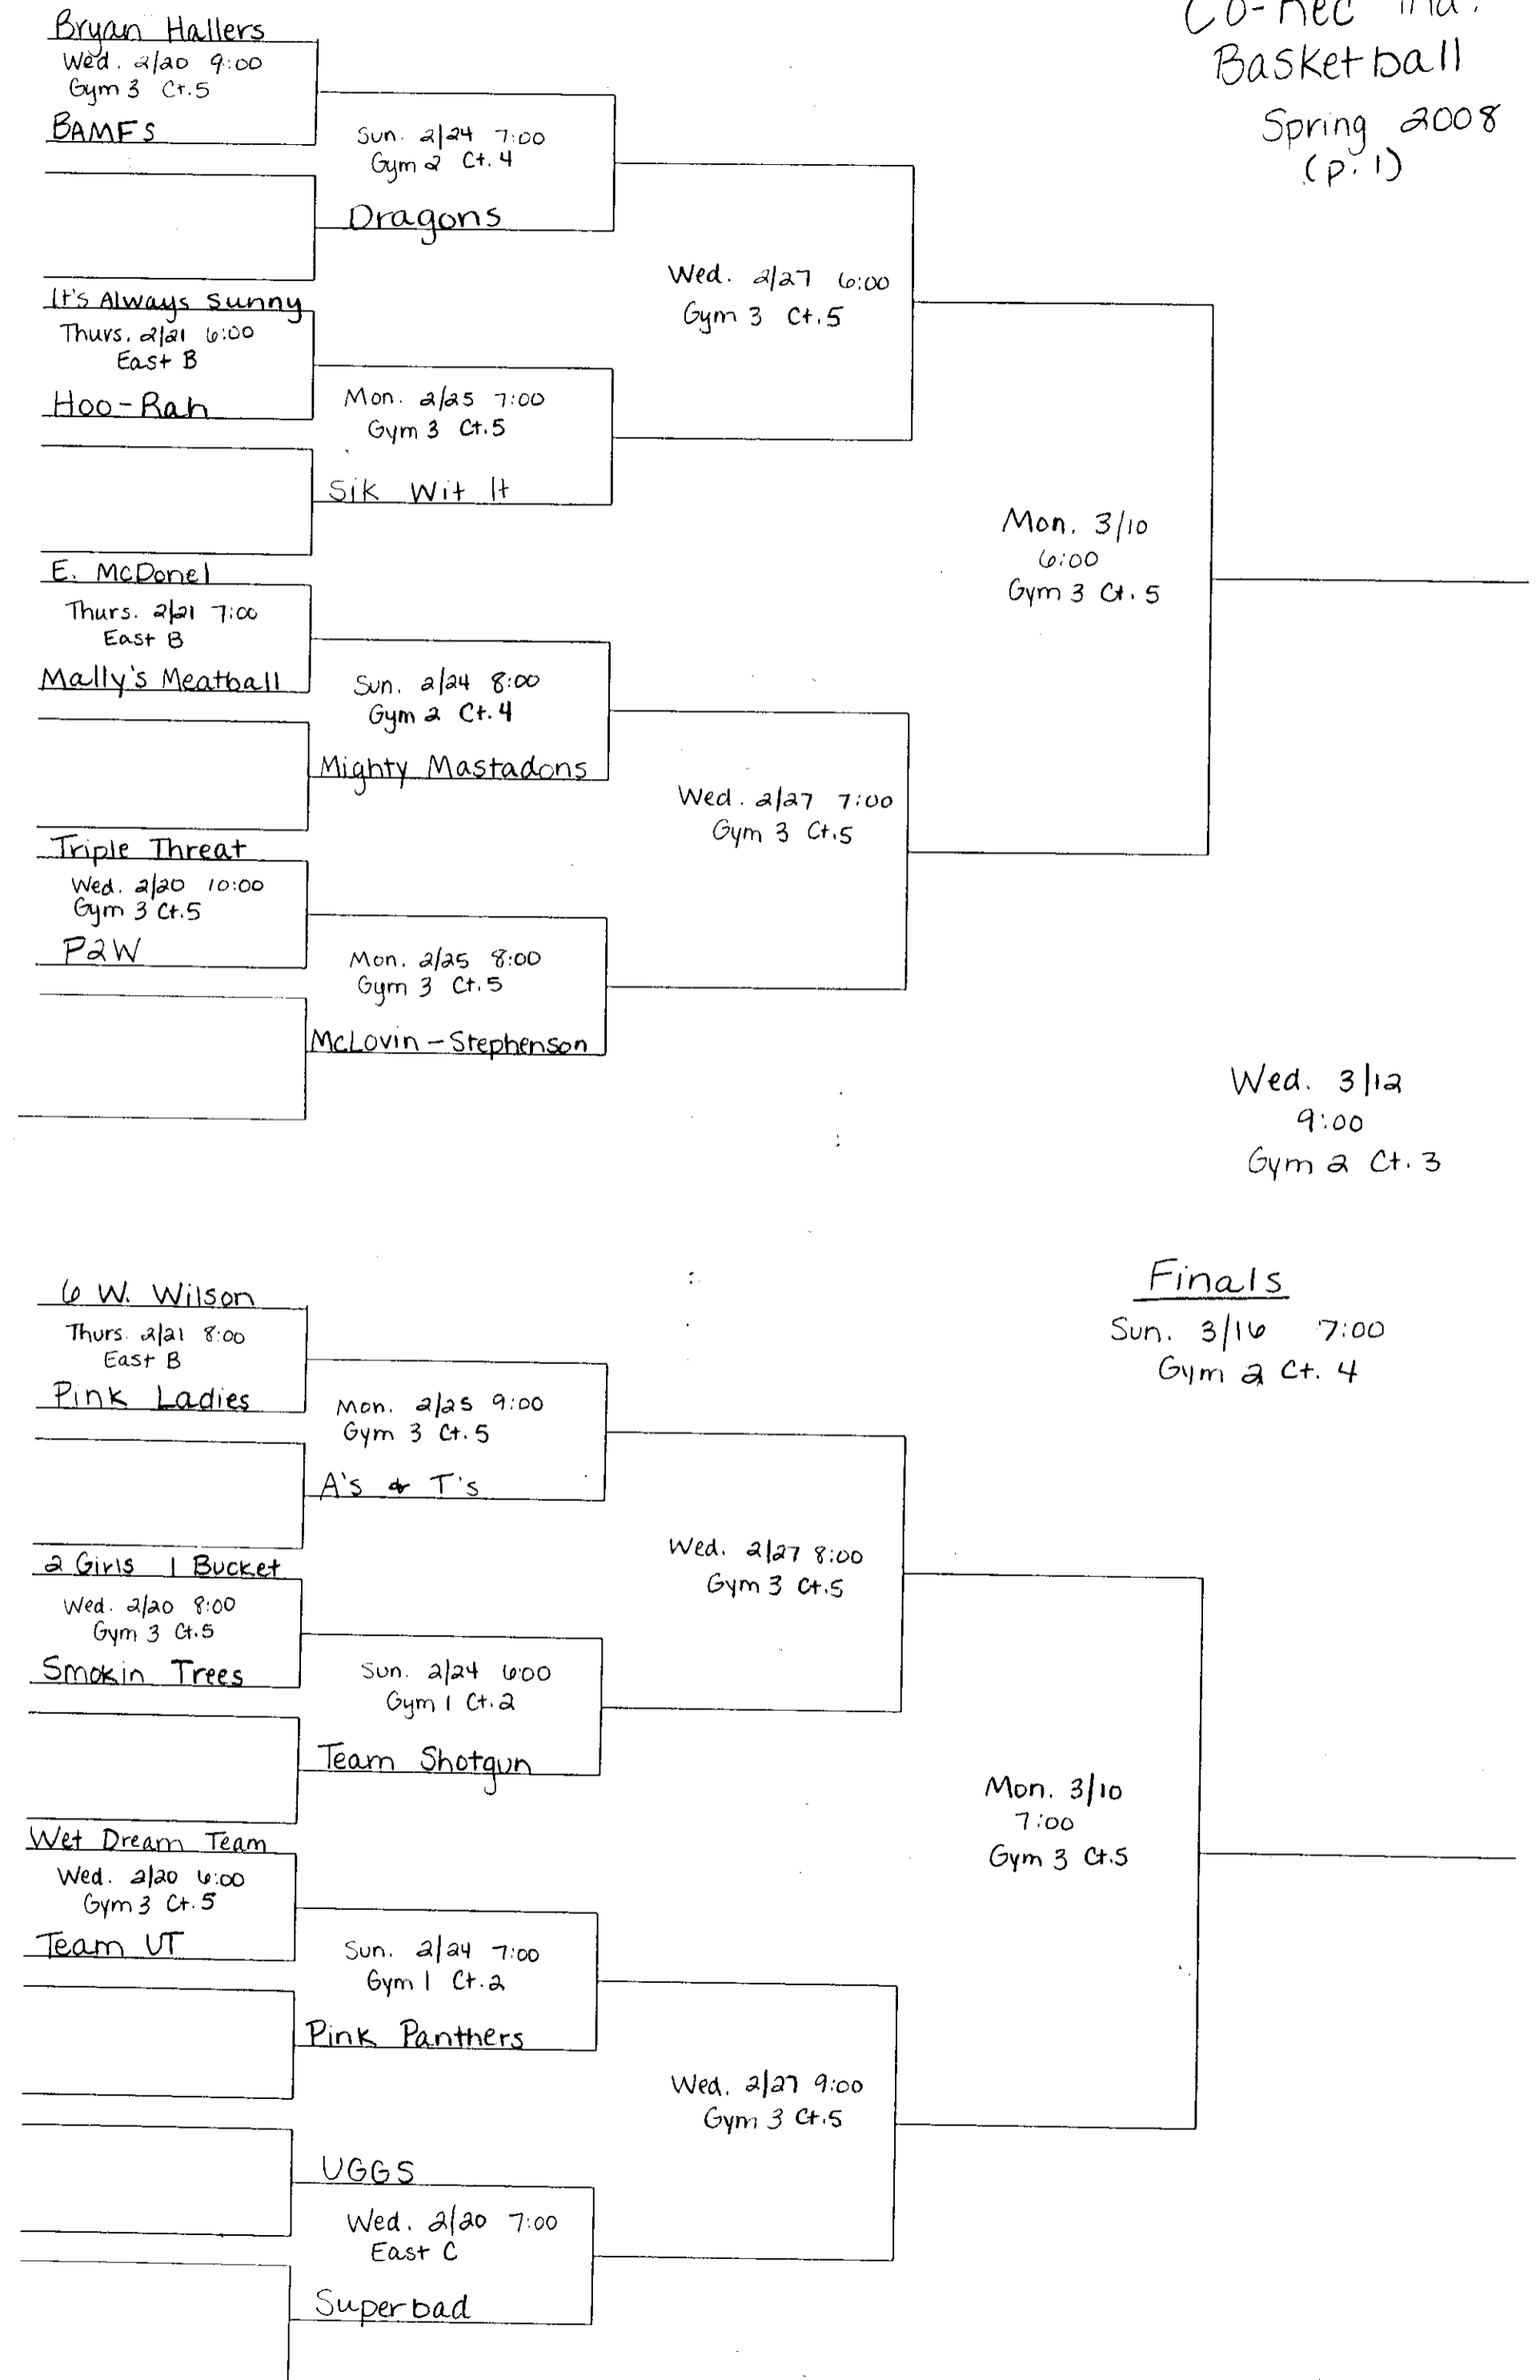 Co-Rec Ind.
Basketball
Spring 2008
(p. 1)
Bryan Hallers
Wed. 2/20 9:00
Gym 3 Ct.5
BAMFs
Sun. 2/24 7:00
Gym 2 Ct. 4
Dragons
Wed. 2/27 6:00
Gym 3 Ct.5
It's Always Sunny
Thurs. 2/21 6:00
East B
Hoo-Rah
Mon. 2/25 7:00
Gym 3 Ct.5
Sik Wit It
Mon. 3/10
6:00
Gym 3 Ct. 5
E. McDonel
Thurs. 2/21 7:00
East B
Mally's Meatball
Sun. 2/24 8:00
Gym 2 Ct. 4
Mighty Mastadons
Wed. 2/27 7:00
Gym 3 Ct.5
Triple Threat
Wed. 2/20 10:00
Gym 3 Ct.5
P2W
Mon. 2/25 8:00
Gym 3 Ct.5
McLovin - Stephenson
Wed. 3/12
9:00
Gym 2 Ct. 3
Finals
Sun. 3/16 7:00
Gym 2 Ct. 4
6 W. Wilson
Thurs. 2/21 8:00
East B
Pink Ladies
Mon. 2/25 9:00
Gym 3 Ct. 5
A's & T's
Wed. 2/27 8:00
Gym 3 Ct.5
2 Girls 1 Bucket
Wed. 2/20 8:00
Gym 3 Ct.5
Smokin Trees
Sun. 2/24 6:00
Gym 1 Ct.2
Team Shotgun
Mon. 3/10
7:00
Gym 3 Ct.5
Wet Dream Team
Wed. 2/20 6:00
Gym 3 Ct. 5
Team UT
Sun. 2/24 7:00
Gym 1 Ct.2
Pink Panthers
Wed. 2/27 9:00
Gym 3 Ct.5
UGGS
Wed. 2/20 7:00
East C
Superbad